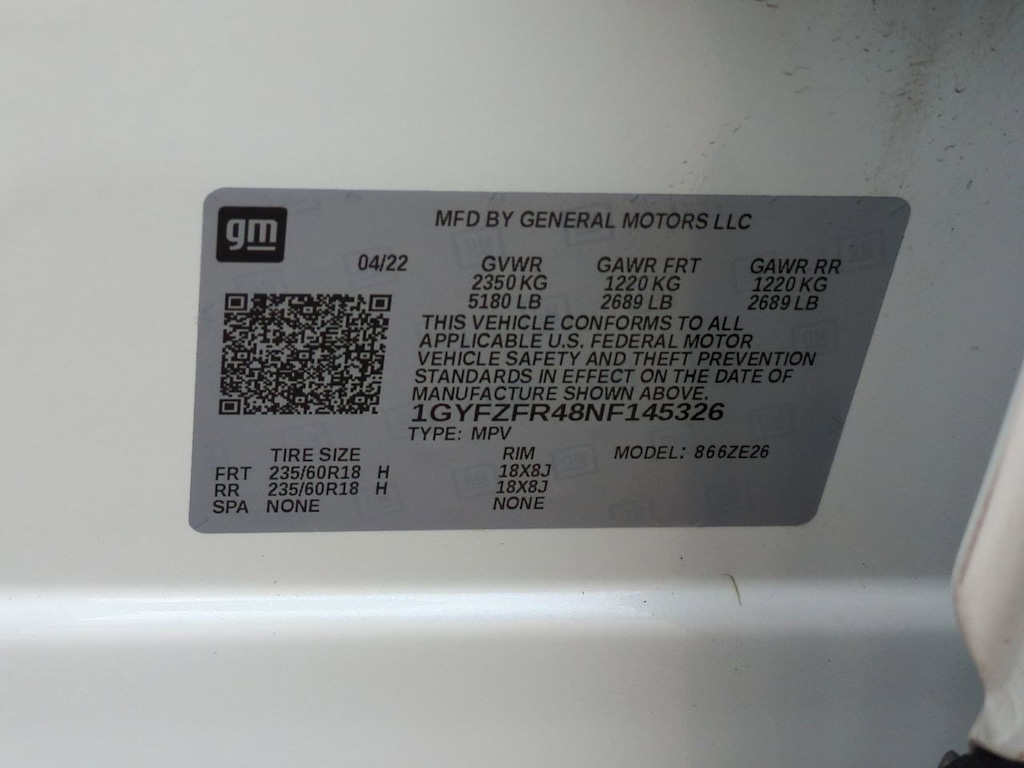 gm
MFD BY GENERAL MOTORS LLC
04/22 GVWR GAWR FRT GAWR RR
2350 KG 1220 KG 1220 KG
5180 LB 2689 LB 2689 LB
THIS VEHICLE CONFORMS TO ALL
APPLICABLE U.S. FEDERAL MOTOR
VEHICLE SAFETY AND THEFT PREVENTION
STANDARDS IN EFFECT ON THE DATE OF
MANUFACTURE SHOWN ABOVE.
1GYFZFR48NF145326
TYPE: MPV
TIRE SIZE RIM MODEL: 866ZE26
FRT 235/60R18 H 18X8J
RR 235/60R18 H 18X8J
SPA NONE NONE